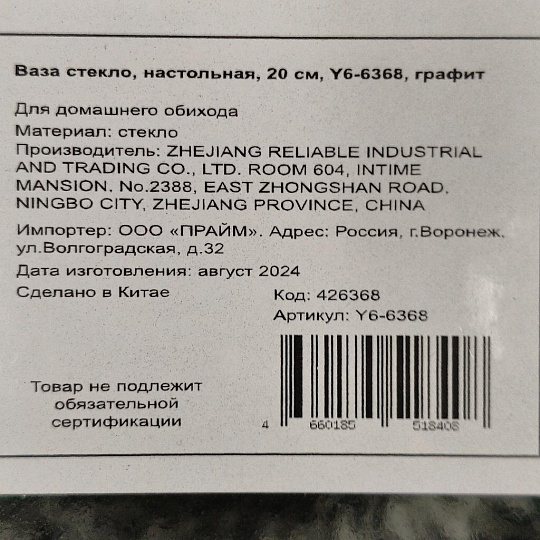 Ваза стекло, настольная, 20 см, Y6-6368, графит
Для домашнего обихода
Материал: стекло
Производитель: ZHEJIANG RELIABLE INDUSTRIAL
AND TRADING CO., LTD. ROOM 604, INTIME
MANSION. No.2388, EAST ZHONGSHAN ROAD.
NINGBO CITY, ZHEJIANG PROVINCE, CHINA
Импортер: ООО «ПРАЙМ». Адрес: Россия, г.Воронеж.
ул.Волгоградская, д.32
Дата изготовления: август 2024
Сделано в Китае
Код: 426368
Артикул: Y6-6368
Товар не подлежит
обязательной
сертификации
4 660185 518408